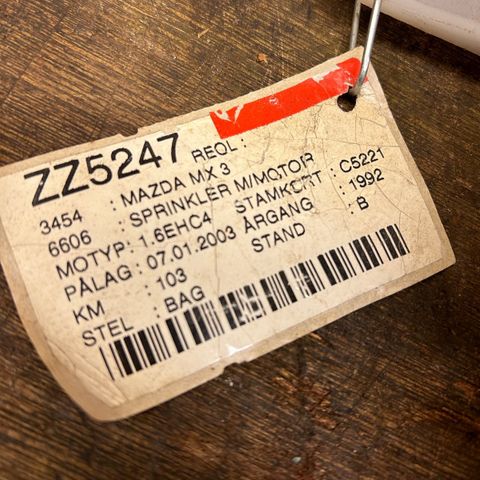 ZZ5247 REOL :
3454 : MAZDA MX 3
6606 : SPRINKLER M/MOTOR
MOTYP: 1.6EHC4 STAMKORT : C5221
PÅLAG : 07.01.2003 ÅRGANG : 1992
KM : 103 STAND : B
STEL : BAG